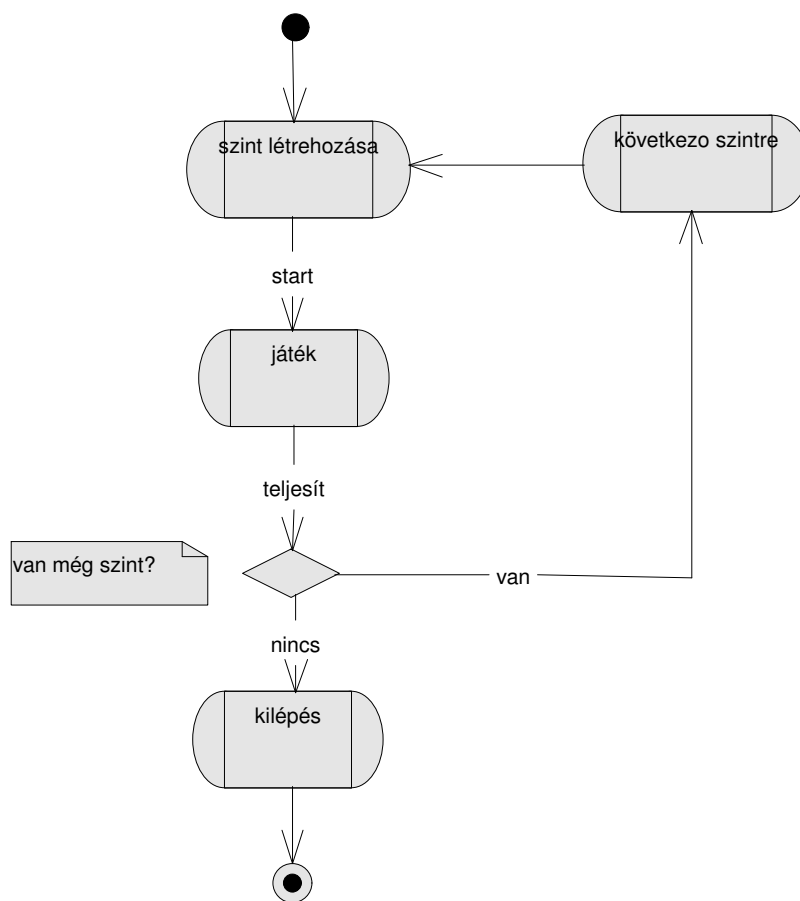 szint létrehozása
következo szintre
start
játék
teljesít
van még szint?
van
nincs
kilépés